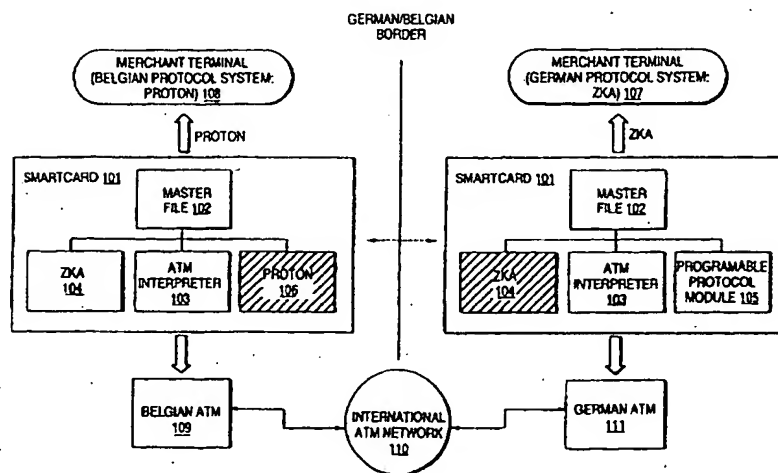 GERMAN/BELGIAN
BORDER
MERCHANT TERMINAL
(BELGIAN PROTOCOL SYSTEM:
PROTON) 108
MERCHANT TERMINAL
(GERMAN PROTOCOL SYSTEM:
ZKA) 107
PROTON
ZKA
SMARTCARD 101
MASTER
FILE 102
ZKA
104
ATM
INTERPRETER
103
PROTON
106
SMARTCARD 101
MASTER
FILE 102
ZKA
104
ATM
INTERPRETER
103
PROGRAMABLE
PROTOCOL
MODULE 105
BELGIAN ATM
109
INTERNATIONAL
ATM NETWORK
110
GERMAN ATM
111